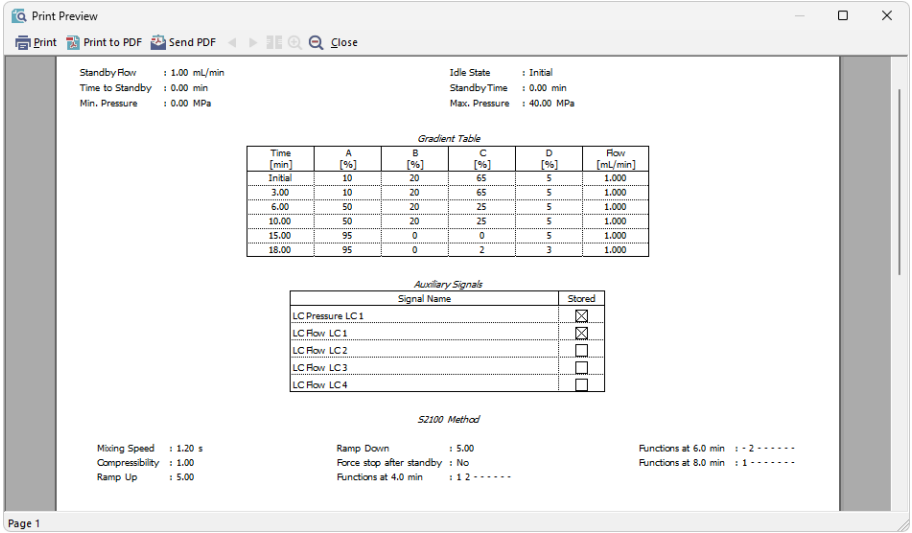 Print Preview
Print Print to PDF Send PDF Close
Standby Flow : 1.00 mL/min Idle State : Initial
Time to Standby : 0.00 min Standby Time : 0.00 min
Min. Pressure : 0.00 MPa Max. Pressure : 40.00 MPa
Gradient Table
Time A B C D Flow
[min] [%] [%] [%] [%] [mL/min]
Initial 10 20 65 5 1.000
3.00 10 20 65 5 1.000
6.00 50 20 25 5 1.000
10.00 50 20 25 5 1.000
15.00 95 0 0 5 1.000
18.00 95 0 2 3 1.000
Auxiliary Signals
Signal Name Stored
LC Pressure LC 1
LC Flow LC 1
LC Flow LC 2
LC Flow LC 3
LC Flow LC 4
S2100 Method
Mixing Speed : 1.20 s Ramp Down : 5.00 Functions at 6.0 min : - 2 - - - - - -
Compressibility : 1.00 Force stop after standby : No Functions at 8.0 min : 1 - - - - - - -
Ramp Up : 5.00 Functions at 4.0 min : 1 2 - - - - - -
Page 1